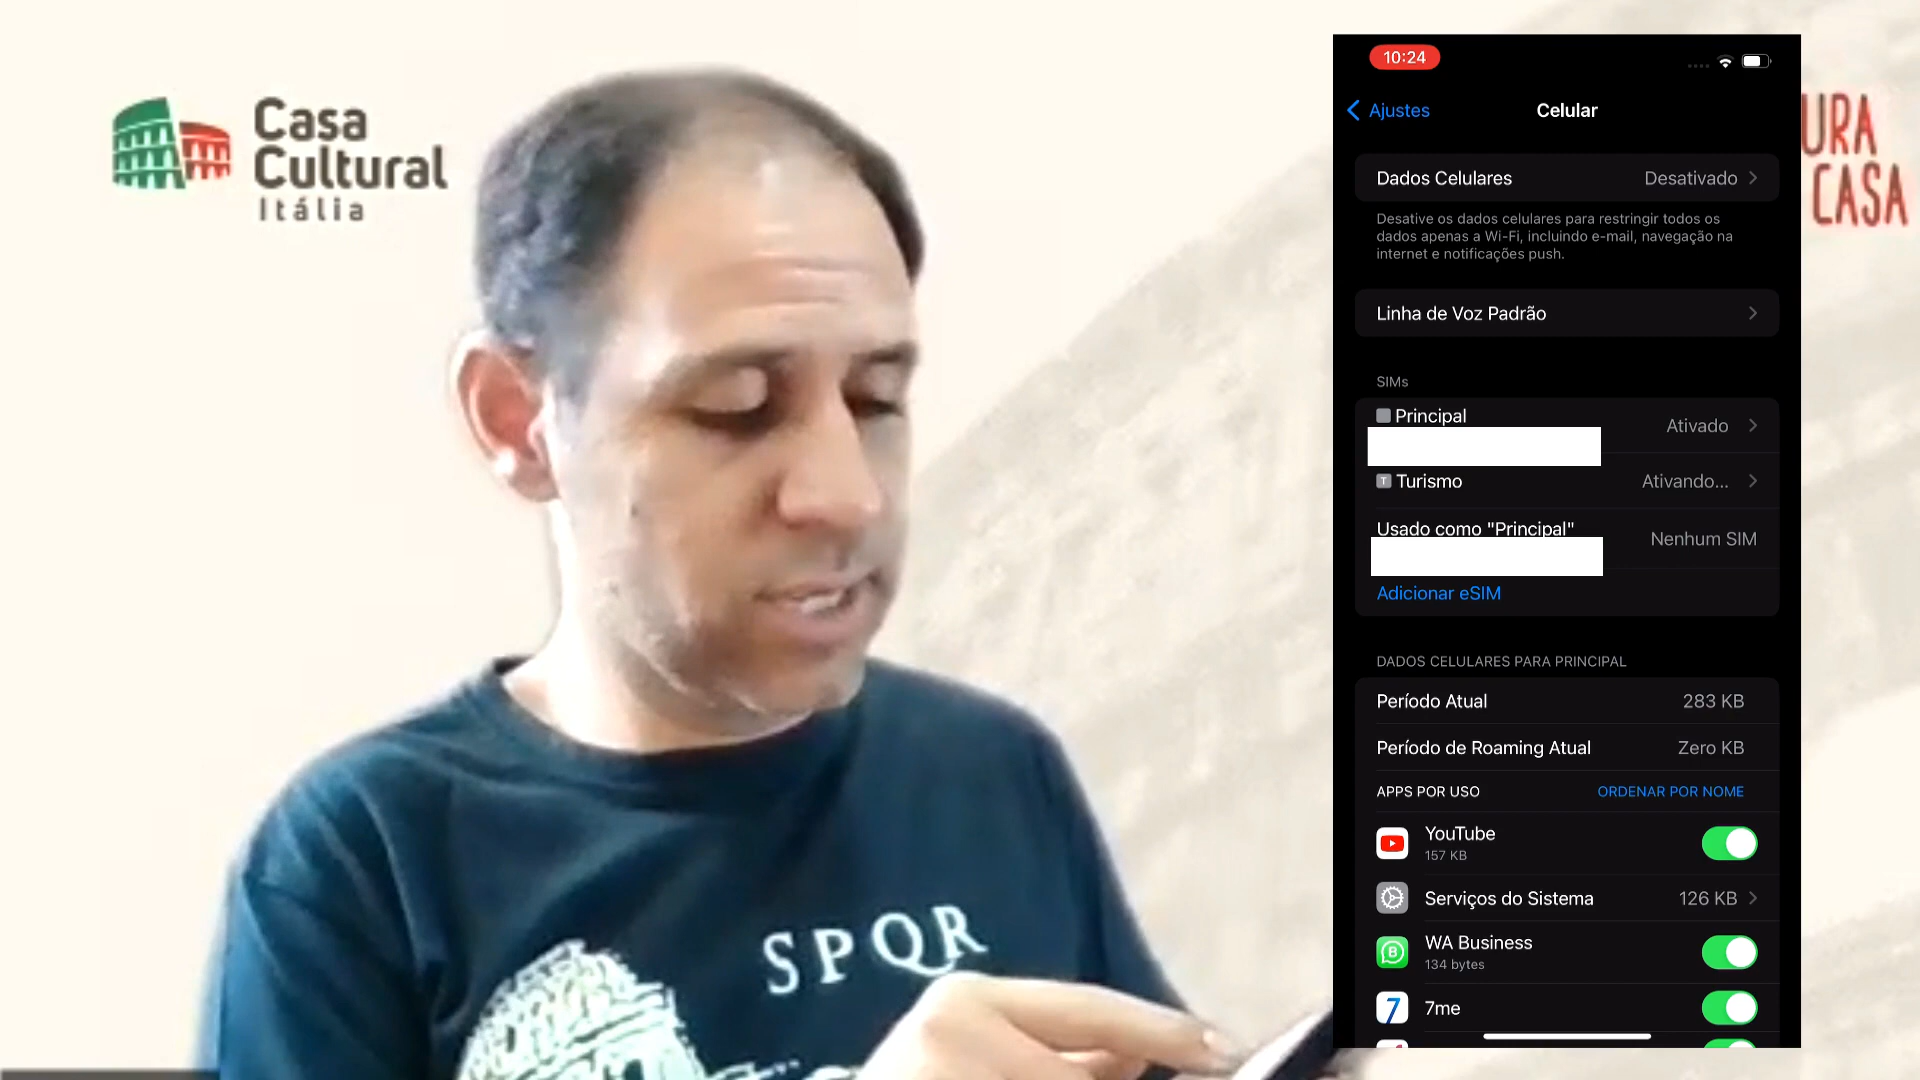 Casa
Cultural
Itália
URA
CASA
SPQR
10:24
Ajustes
Celular
Dados Celulares
Desativado
Desative os dados celulares para restringir todos os
dados apenas a Wi-Fi, incluindo e-mail, navegação na
internet e notificações push.
Linha de Voz Padrão
SIMs
Principal
Ativado
T Turismo
Ativando...
Usado como "Principal"
Nenhum SIM
Adicionar eSIM
DADOS CELULARES PARA PRINCIPAL
Período Atual
283 KB
Período de Roaming Atual
Zero KB
APPS POR USO
ORDENAR POR NOME
YouTube
157 KB
Serviços do Sistema
126 KB
WA Business
134 bytes
7me